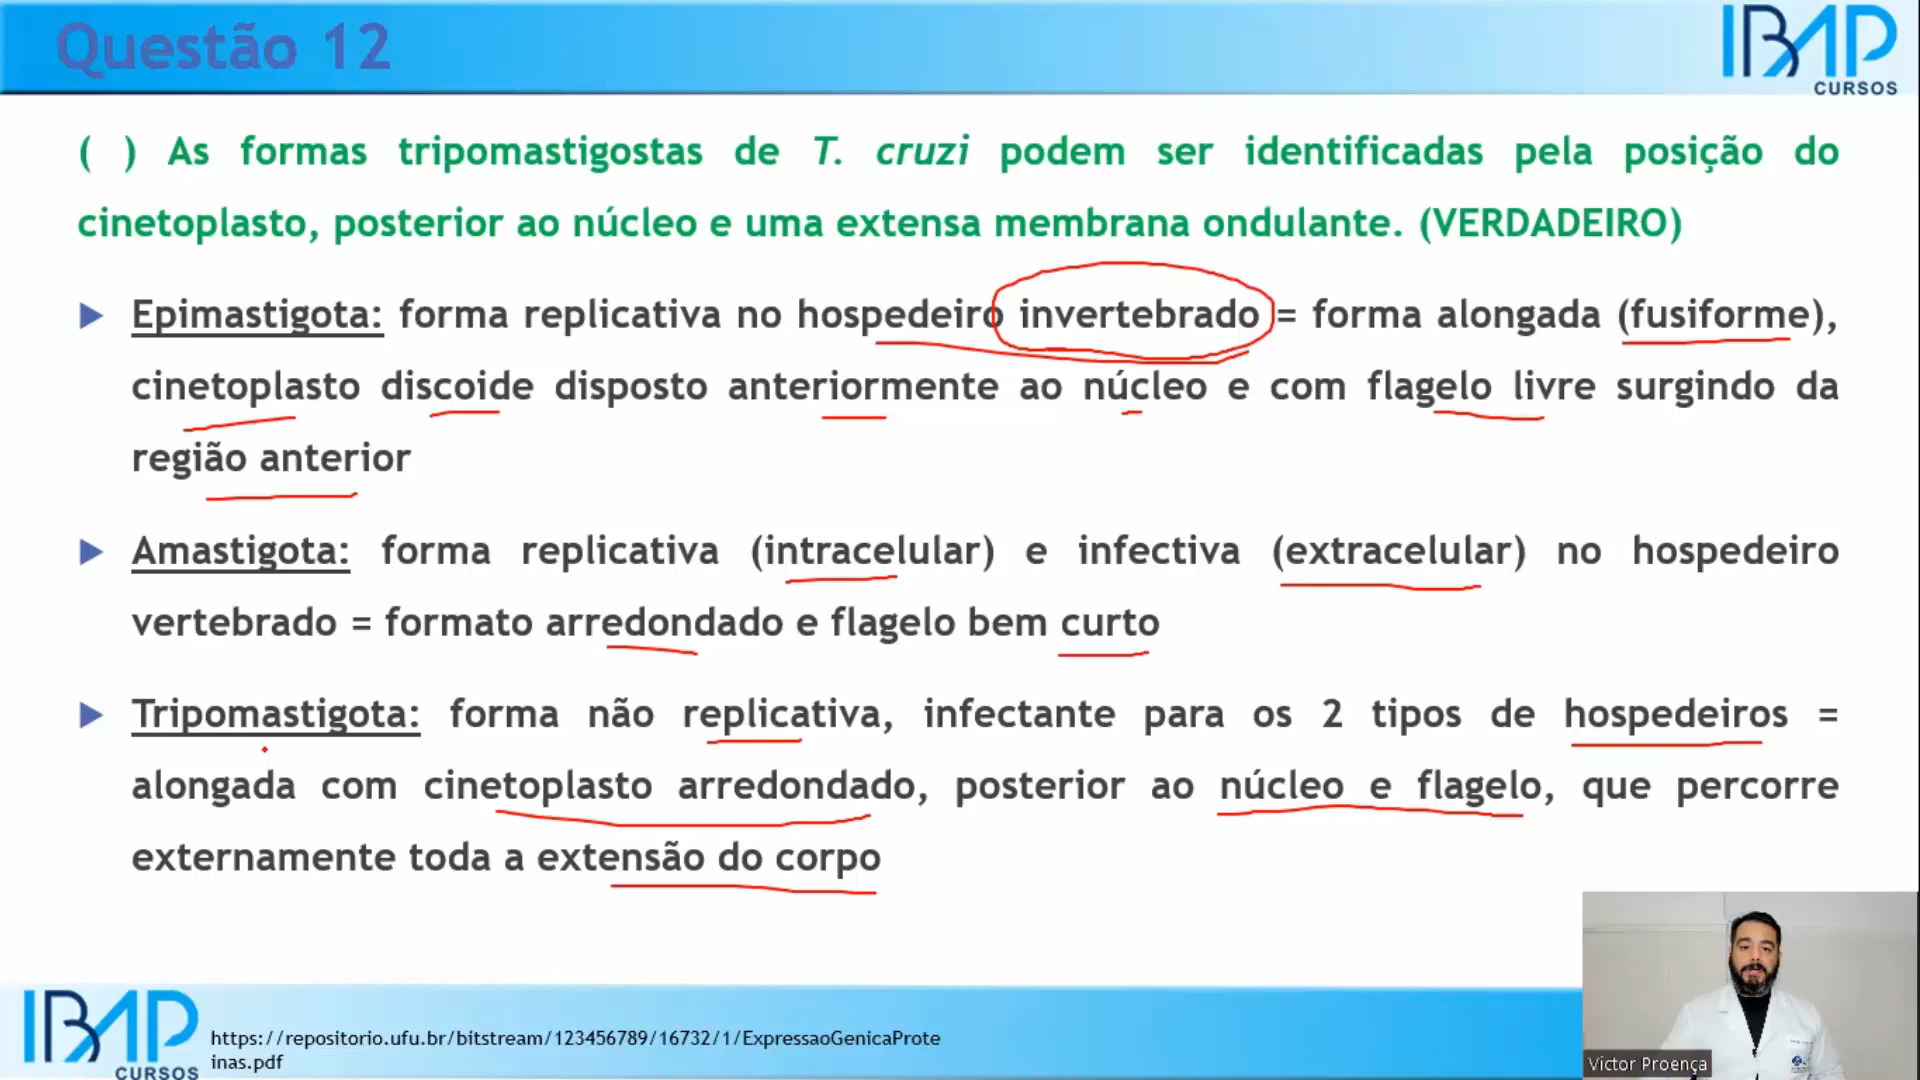 Questão 12
IBAP
CURSOS
( ) As formas tripomastigostas de T. cruzi podem ser identificadas pela posição do
cinetoplasto, posterior ao núcleo e uma extensa membrana ondulante. (VERDADEIRO)
Epimastigota: forma replicativa no hospedeiro invertebrado = forma alongada (fusiforme),
cinetoplasto discoide disposto anteriormente ao núcleo e com flagelo livre surgindo da
região anterior
Amastigota: forma replicativa (intracelular) e infectiva (extracelular) no hospedeiro
vertebrado = formato arredondado e flagelo bem curto
Tripomastigota: forma não replicativa, infectante para os 2 tipos de hospedeiros =
alongada com cinetoplasto arredondado, posterior ao núcleo e flagelo, que percorre
externamente toda a extensão do corpo
IBAP
CURSOS
https://repositorio.ufu.br/bitstream/123456789/16732/1/ExpressaoGenicaProte
inas.pdf
Victor Proença